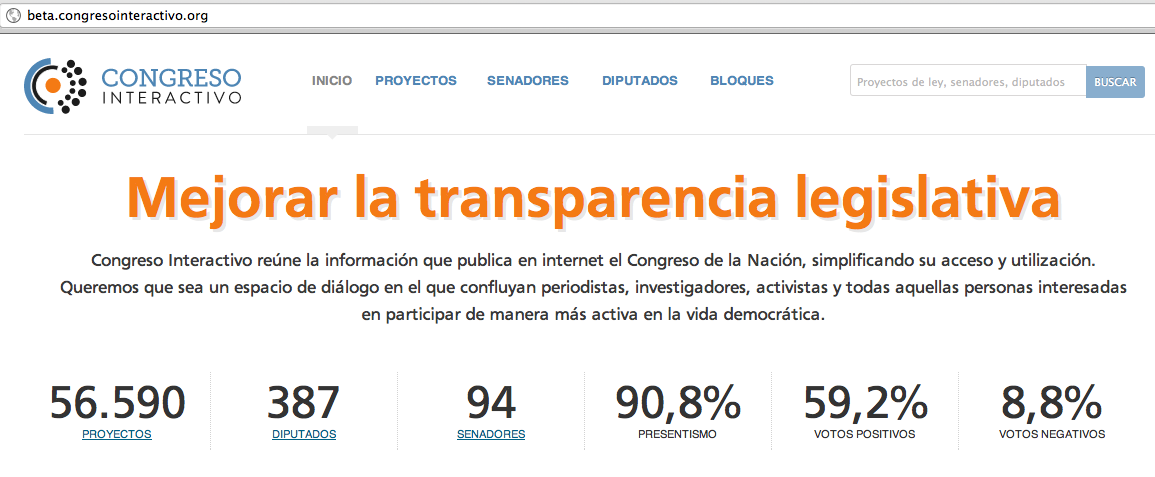 beta.congresointeractivo.org
CONGRESO
INTERACTIVO
INICIO PROYECTOS SENADORES DIPUTADOS BLOQUES
Proyectos de ley, senadores, diputados BUSCAR
Mejorar la transparencia legislativa
Congreso Interactivo reúne la información que publica en internet el Congreso de la Nación, simplificando su acceso y utilización.
Queremos que sea un espacio de diálogo en el que confluyan periodistas, investigadores, activistas y todas aquellas personas interesadas
en participar de manera más activa en la vida democrática.
56.590 387 94 90,8% 59,2% 8,8%
PROYECTOS DIPUTADOS SENADORES PRESENTISMO VOTOS POSITIVOS VOTOS NEGATIVOS